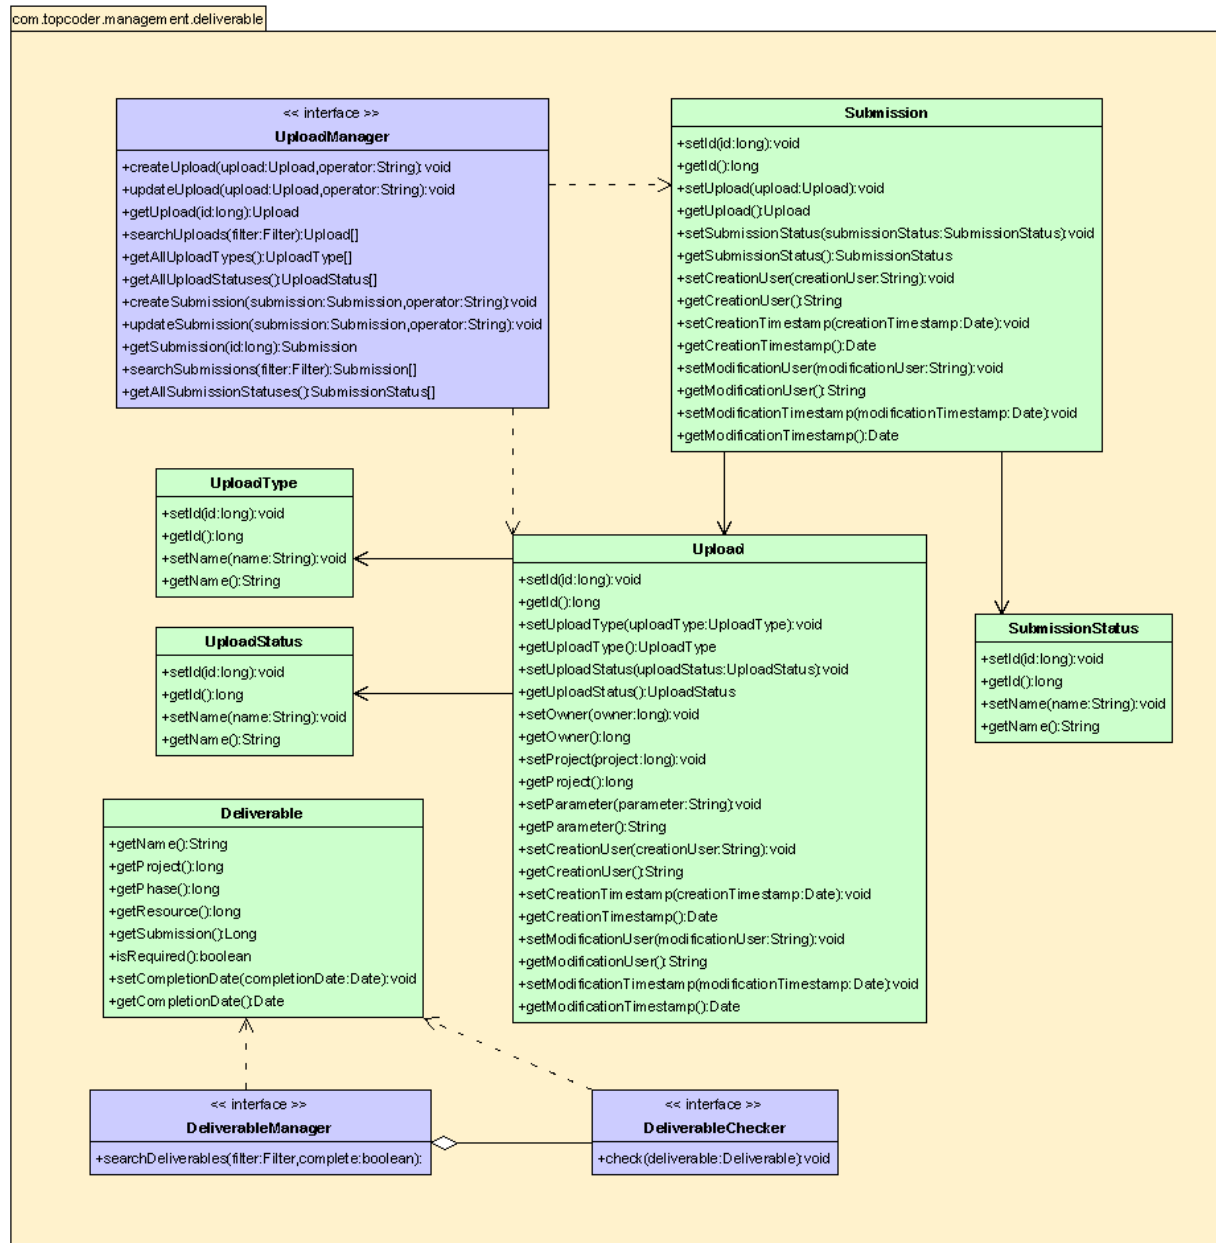 com.topcoder.management.deliverable
<< interface >>
UploadManager
+createUpload(upload:Upload,operator:String):void
+updateUpload(upload:Upload,operator:String):void
+getUpload(id:long):Upload
+searchUploads(filter:Filter):Upload[]
+getAllUploadTypes():UploadType[]
+getAllUploadStatuses():UploadStatus[]
+createSubmission(submission:Submission,operator:String):void
+updateSubmission(submission:Submission,operator:String):void
+getSubmission(id:long):Submission
+searchSubmissions(filter:Filter):Submission[]
+getAllSubmissionStatuses():SubmissionStatus[]
Submission
+setId(id:long):void
+getId():long
+setUpload(upload:Upload):void
+getUpload():Upload
+setSubmissionStatus(submissionStatus:SubmissionStatus):void
+getSubmissionStatus():SubmissionStatus
+setCreationUser(creationUser:String):void
+getCreationUser():String
+setCreationTimestamp(creationTimestamp:Date):void
+getCreationTimestamp():Date
+setModificationUser(modificationUser:String):void
+getModificationUser():String
+setModificationTimestamp(modificationTimestamp:Date):void
+getModificationTimestamp():Date
UploadType
+setId(id:long):void
+getId():long
+setName(name:String):void
+getName():String
UploadStatus
+setId(id:long):void
+getId():long
+setName(name:String):void
+getName():String
Upload
+setId(id:long):void
+getId():long
+setUploadType(uploadType:UploadType):void
+getUploadType():UploadType
+setUploadStatus(uploadStatus:UploadStatus):void
+getUploadStatus():UploadStatus
+setOwner(owner:long):void
+getOwner():long
+setProject(project:long):void
+getProject():long
+setParameter(parameter:String):void
+getParameter():String
+setCreationUser(creationUser:String):void
+getCreationUser():String
+setCreationTimestamp(creationTimestamp:Date):void
+getCreationTimestamp():Date
+setModificationUser(modificationUser:String):void
+getModificationUser():String
+setModificationTimestamp(modificationTimestamp:Date):void
+getModificationTimestamp():Date
SubmissionStatus
+setId(id:long):void
+getId():long
+setName(name:String):void
+getName():String
Deliverable
+getName():String
+getProject():long
+getPhase():long
+getResource():long
+getSubmission():Long
+isRequired():boolean
+setCompletionDate(completionDate:Date):void
+getCompletionDate():Date
<< interface >>
DeliverableManager
+searchDeliverables(filter:Filter,complete:boolean):
<< interface >>
DeliverableChecker
+check(deliverable:Deliverable):void